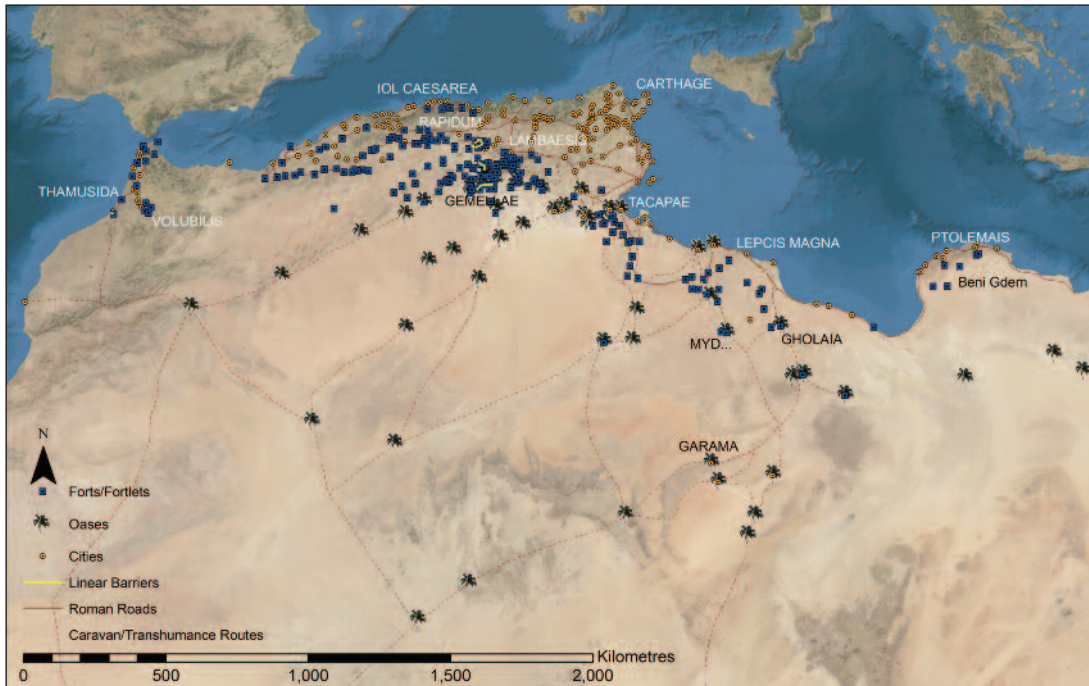 IOL CAESAREA
CARTHAGE
RAPIDUM
LAMBAESIS
THAMUSIDA
GEMELLAE
VOLUBILIS
TACAPAE
LEPCIS MAGNA
PTOLEMAIS
Beni Gdem
MYD...
GHOLAIA
GARAMA
N
Forts/Fortlets
Oases
Cities
Linear Barriers
Roman Roads
Caravan/Transhumance Routes
Kilometres
0 500 1,000 1,500 2,000